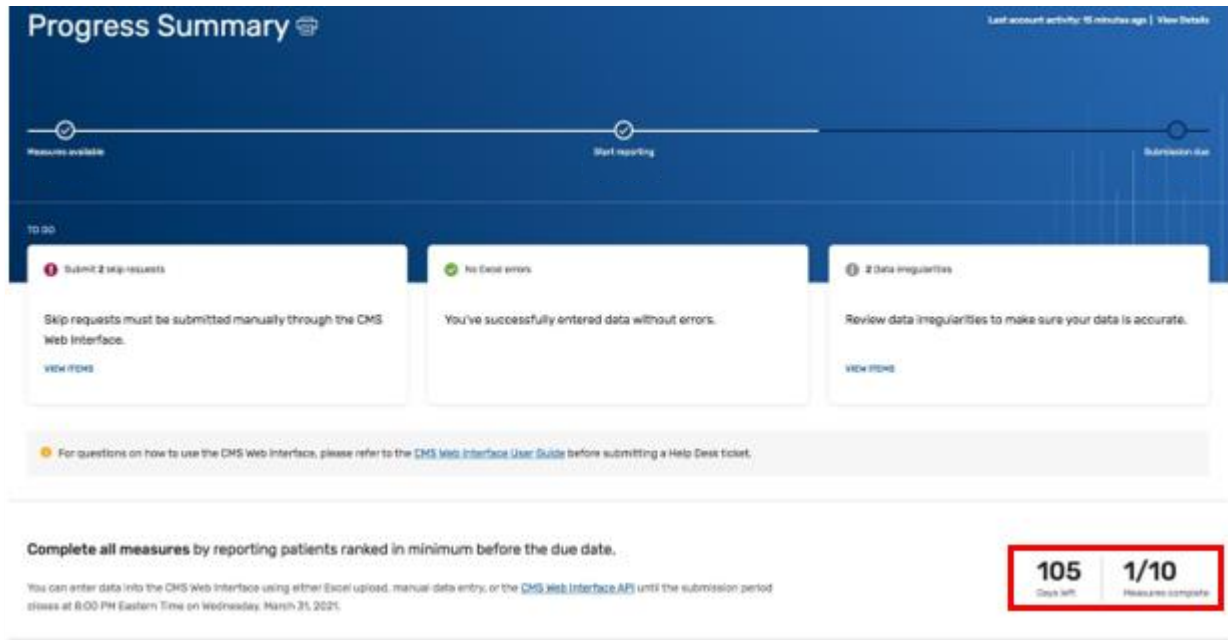 Progress Summary
Last account activity: 15 minutes ago | View Details
Measures available
Start reporting
Submission due
TO DO
Submit 2 skip requests
No Excel errors
2 Data irregularities
Skip requests must be submitted manually through the CMS
Web Interface.
You've successfully entered data without errors.
Review data irregularities to make sure your data is accurate.
VIEW ITEMS
VIEW ITEMS
For questions on how to use the CMS Web Interface, please refer to the CMS Web Interface User Guide before submitting a Help Desk ticket.
Complete all measures by reporting patients ranked in minimum before the due date.
You can enter data into the CMS Web Interface using either Excel upload, manual data entry, or the CMS Web Interface API until the submission period
closes at 8:00 PM Eastern Time on Wednesday, March 31, 2021.
105
Days left
1/10
Measures complete